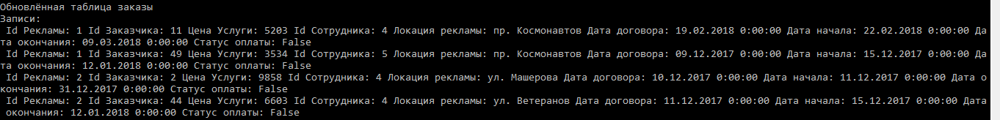 Обновлённая таблица заказы
Записи:
Id Рекламы: 1 Id Заказчика: 11 Цена Услуги: 5203 Id Сотрудника: 4 Локация рекламы: пр. Космонавтов Дата договора: 19.02.2018 0:00:00 Дата начала: 22.02.2018 0:00:00 Да
та окончания: 09.03.2018 0:00:00 Статус оплаты: False
Id Рекламы: 1 Id Заказчика: 49 Цена Услуги: 3534 Id Сотрудника: 5 Локация рекламы: пр. Космонавтов Дата договора: 09.12.2017 0:00:00 Дата начала: 15.12.2017 0:00:00 Да
та окончания: 12.01.2018 0:00:00 Статус оплаты: False
Id Рекламы: 2 Id Заказчика: 2 Цена Услуги: 9858 Id Сотрудника: 4 Локация рекламы: ул. Машерова Дата договора: 10.12.2017 0:00:00 Дата начала: 11.12.2017 0:00:00 Дата о
кончания: 31.12.2017 0:00:00 Статус оплаты: False
Id Рекламы: 2 Id Заказчика: 44 Цена Услуги: 6603 Id Сотрудника: 4 Локация рекламы: ул. Ветеранов Дата договора: 11.12.2017 0:00:00 Дата начала: 15.12.2017 0:00:00 Дата
окончания: 12.01.2018 0:00:00 Статус оплаты: False